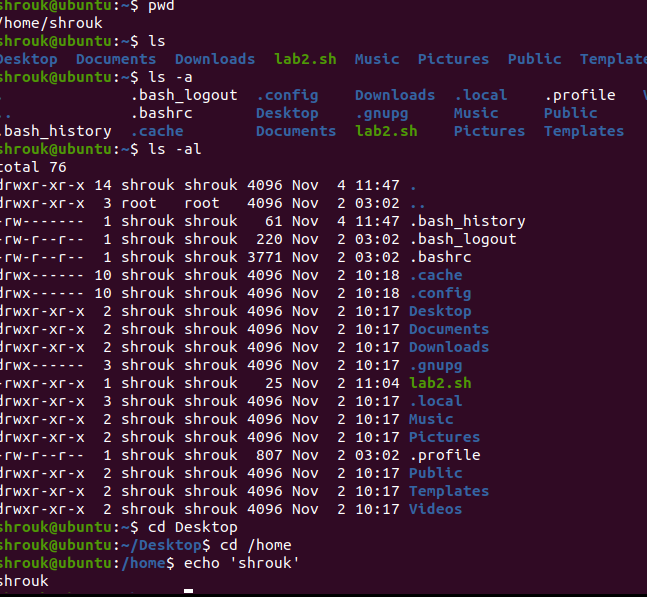 shrouk@ubuntu:~$ pwd
/home/shrouk
shrouk@ubuntu:~$ ls
Desktop Documents Downloads lab2.sh Music Pictures Public Templat
shrouk@ubuntu:~$ ls -a
. .bash_logout .config Downloads .local .profile
.. .bashrc Desktop .gnupg Music Public
.bash_history .cache Documents lab2.sh Pictures Templates
shrouk@ubuntu:~$ ls -al
total 76
drwxr-xr-x 14 shrouk shrouk 4096 Nov 4 11:47 .
drwxr-xr-x 3 root root 4096 Nov 2 03:02 ..
-rw------- 1 shrouk shrouk 61 Nov 4 11:47 .bash_history
-rw-r--r-- 1 shrouk shrouk 220 Nov 2 03:02 .bash_logout
-rw-r--r-- 1 shrouk shrouk 3771 Nov 2 03:02 .bashrc
drwx------ 10 shrouk shrouk 4096 Nov 2 10:18 .cache
drwx------ 10 shrouk shrouk 4096 Nov 2 10:18 .config
drwxr-xr-x 2 shrouk shrouk 4096 Nov 2 10:17 Desktop
drwxr-xr-x 2 shrouk shrouk 4096 Nov 2 10:17 Documents
drwxr-xr-x 2 shrouk shrouk 4096 Nov 2 10:17 Downloads
drwx------ 3 shrouk shrouk 4096 Nov 2 10:17 .gnupg
-rwxr-xr-x 1 shrouk shrouk 25 Nov 2 11:04 lab2.sh
drwxr-xr-x 3 shrouk shrouk 4096 Nov 2 10:17 .local
drwxr-xr-x 2 shrouk shrouk 4096 Nov 2 10:17 Music
drwxr-xr-x 2 shrouk shrouk 4096 Nov 2 10:17 Pictures
-rw-r--r-- 1 shrouk shrouk 807 Nov 2 03:02 .profile
drwxr-xr-x 2 shrouk shrouk 4096 Nov 2 10:17 Public
drwxr-xr-x 2 shrouk shrouk 4096 Nov 2 10:17 Templates
drwxr-xr-x 2 shrouk shrouk 4096 Nov 2 10:17 Videos
shrouk@ubuntu:~$ cd Desktop
shrouk@ubuntu:~/Desktop$ cd /home
shrouk@ubuntu:/home$ echo 'shrouk'
shrouk